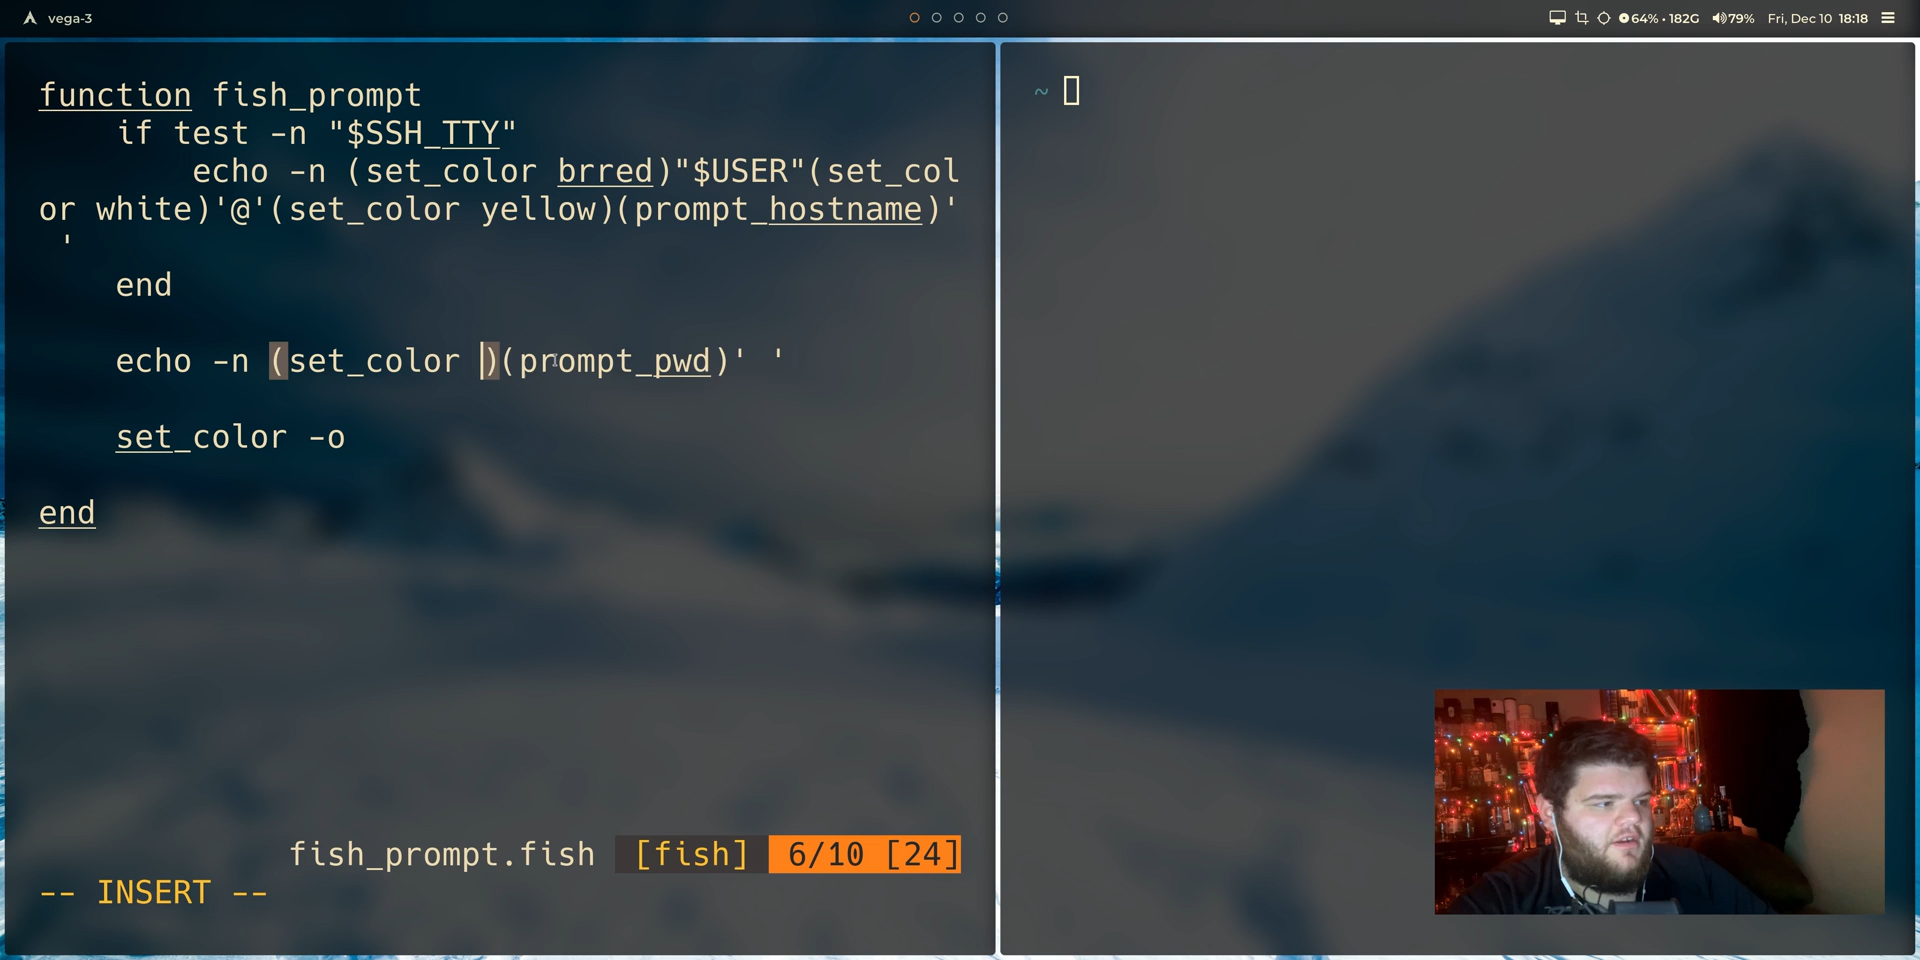 vega-3
64% • 182G 79% Fri, Dec 10 18:18
function fish_prompt
if test -n "$SSH_TTY"
echo -n (set_color brred)"$USER"(set_col
or white)'@'(set_color yellow)(prompt_hostname)'
'
end
echo -n (set_color )(prompt_pwd)' '
set_color -o
end
fish_prompt.fish [fish] 6/10 [24]
-- INSERT --
~